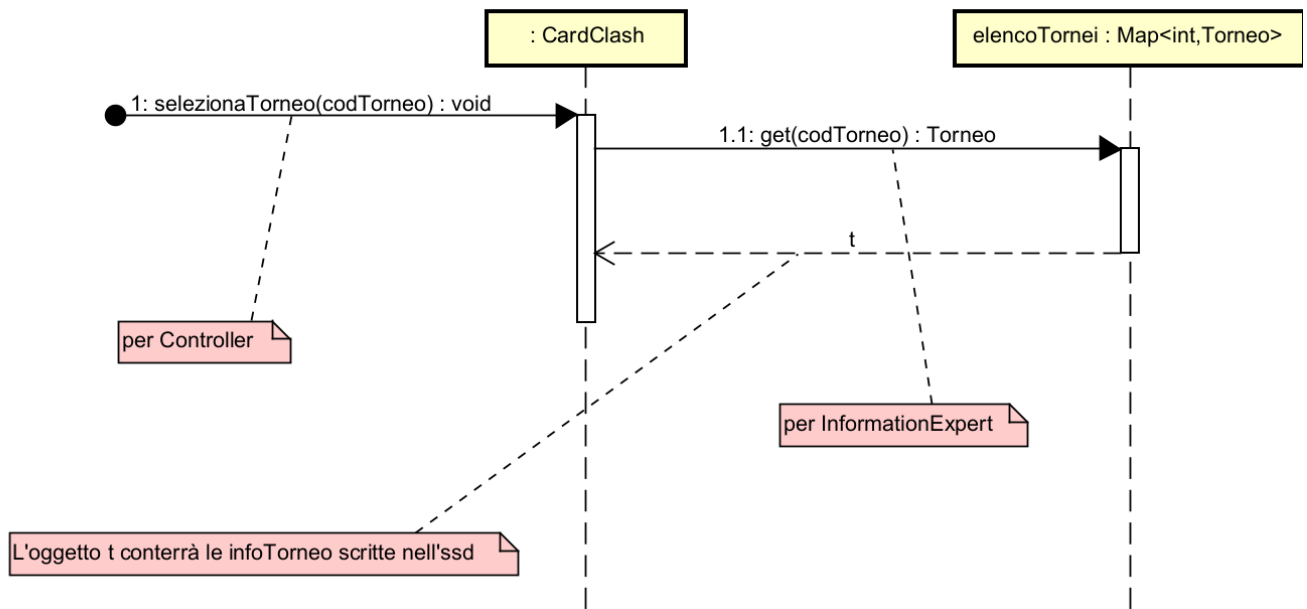 : CardClash
elencoTornei : Map<int,Torneo>
1: selezionaTorneo(codTorneo) : void
1.1: get(codTorneo) : Torneo
t
per Controller
per InformationExpert
L'oggetto t conterrà le infoTorneo scritte nell'ssd